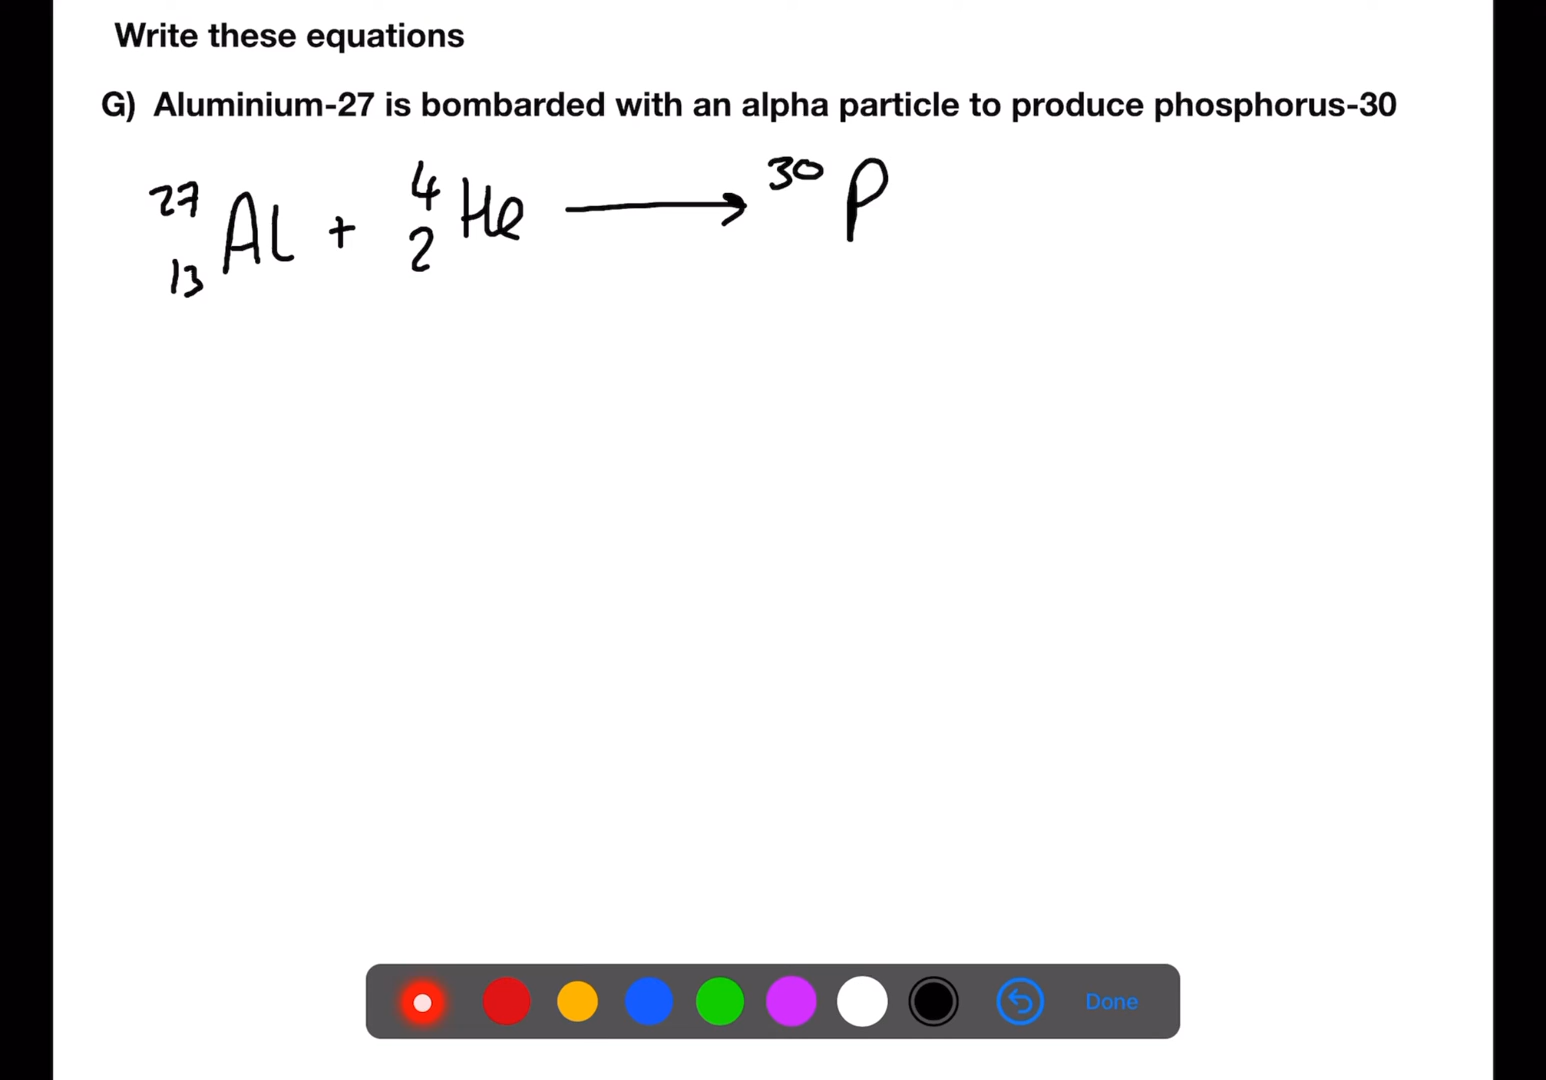 Write these equations
G) Aluminium-27 is bombarded with an alpha particle to produce phosphorus-30
27 13 Al + 4 2 He ⟶ 30 P
Done